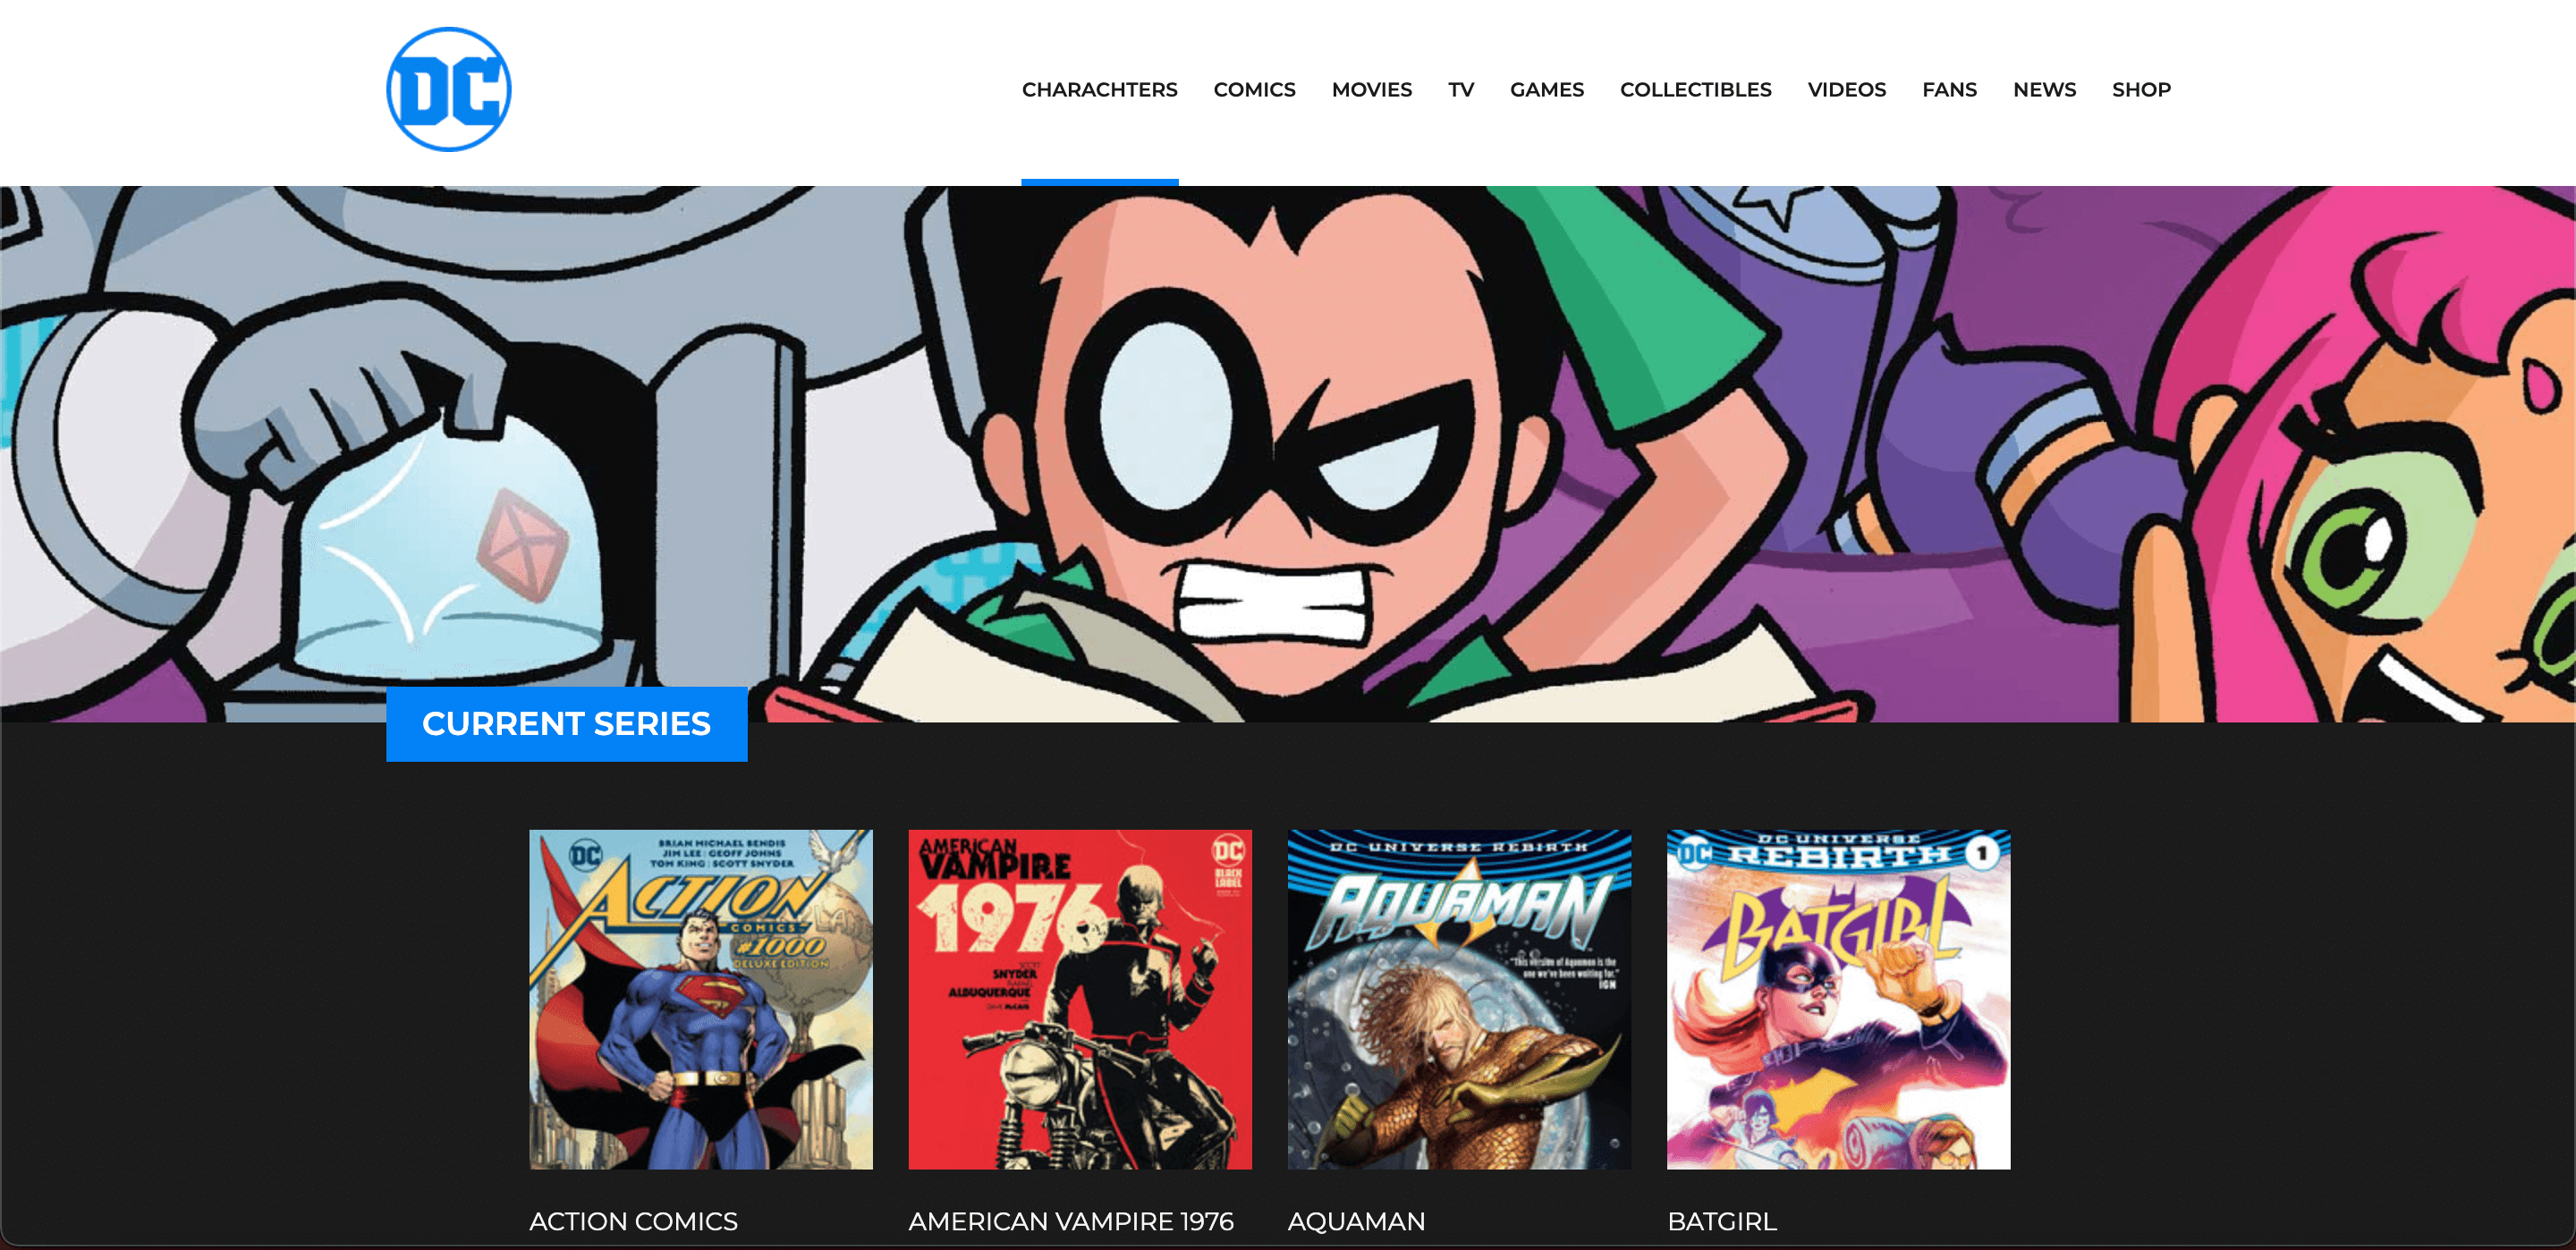 DC
CHARACHTERS COMICS MOVIES TV GAMES COLLECTIBLES VIDEOS FANS NEWS SHOP
CURRENT SERIES
DC
BRIAN MICHAEL BENDIS
JIM LEE GEOFF JOHNS
TOM KING SCOTT SNYDER
ACTION
COMICS
#1000
DELUXE EDITION
AMERICAN
VAMPIRE
1976
DC
BLACK
LABEL
SNYDER
ALBUQUERQUE
DC UNIVERSE REBIRTH
AQUAMAN
"This version of Aquaman is the
one we've been waiting for."
IGN
DC UNIVERSE
DC REBIRTH 1
BATGIRL
ACTION COMICS
AMERICAN VAMPIRE 1976
AQUAMAN
BATGIRL